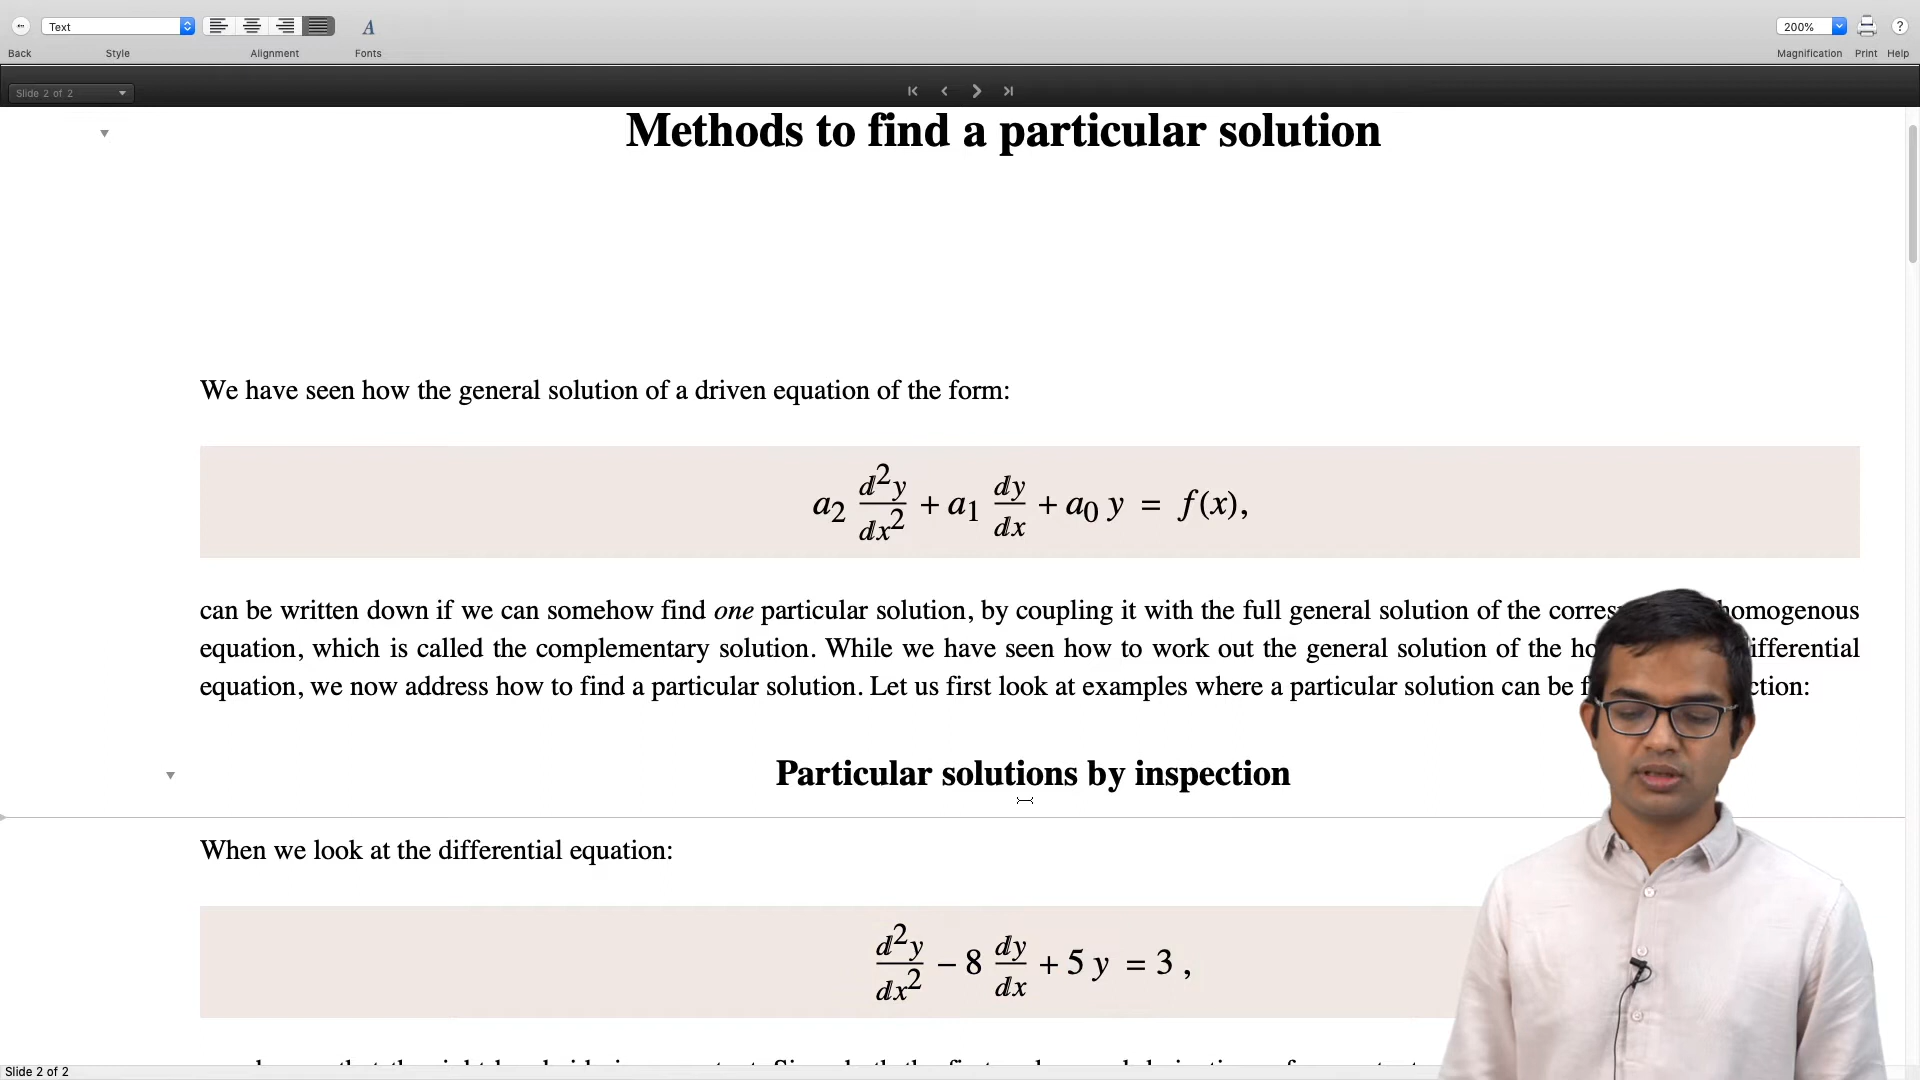 Text
200%
Back Style Alignment Fonts Magnification Print Help
Slide 2 of 2
Methods to find a particular solution
We have seen how the general solution of a driven equation of the form:
a₂ d²y/dx² + a₁ dy/dx + a₀ y = f(x),
can be written down if we can somehow find one particular solution, by coupling it with the full general solution of the homogenous
equation, which is called the complementary solution. While we have seen how to work out the general solution of the
equation, we now address how to find a particular solution. Let us first look at examples where a particular solution can be
Particular solutions by inspection
When we look at the differential equation:
d²y/dx² − 8 dy/dx + 5 y = 3 ,
Slide 2 of 2